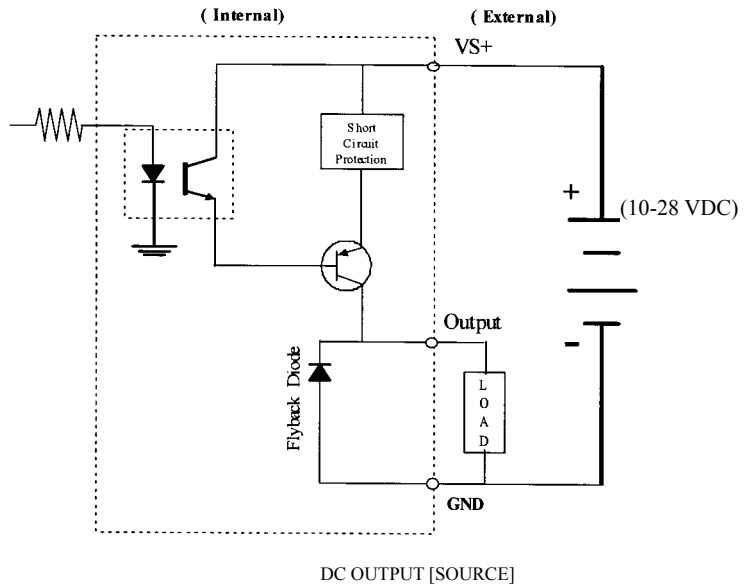 ( Internal)
( External)
VS+
Short
Circuit
Protection
+
(10-28 VDC)
Output
-
Flyback Diode
L
O
A
D
GND
DC OUTPUT [SOURCE]